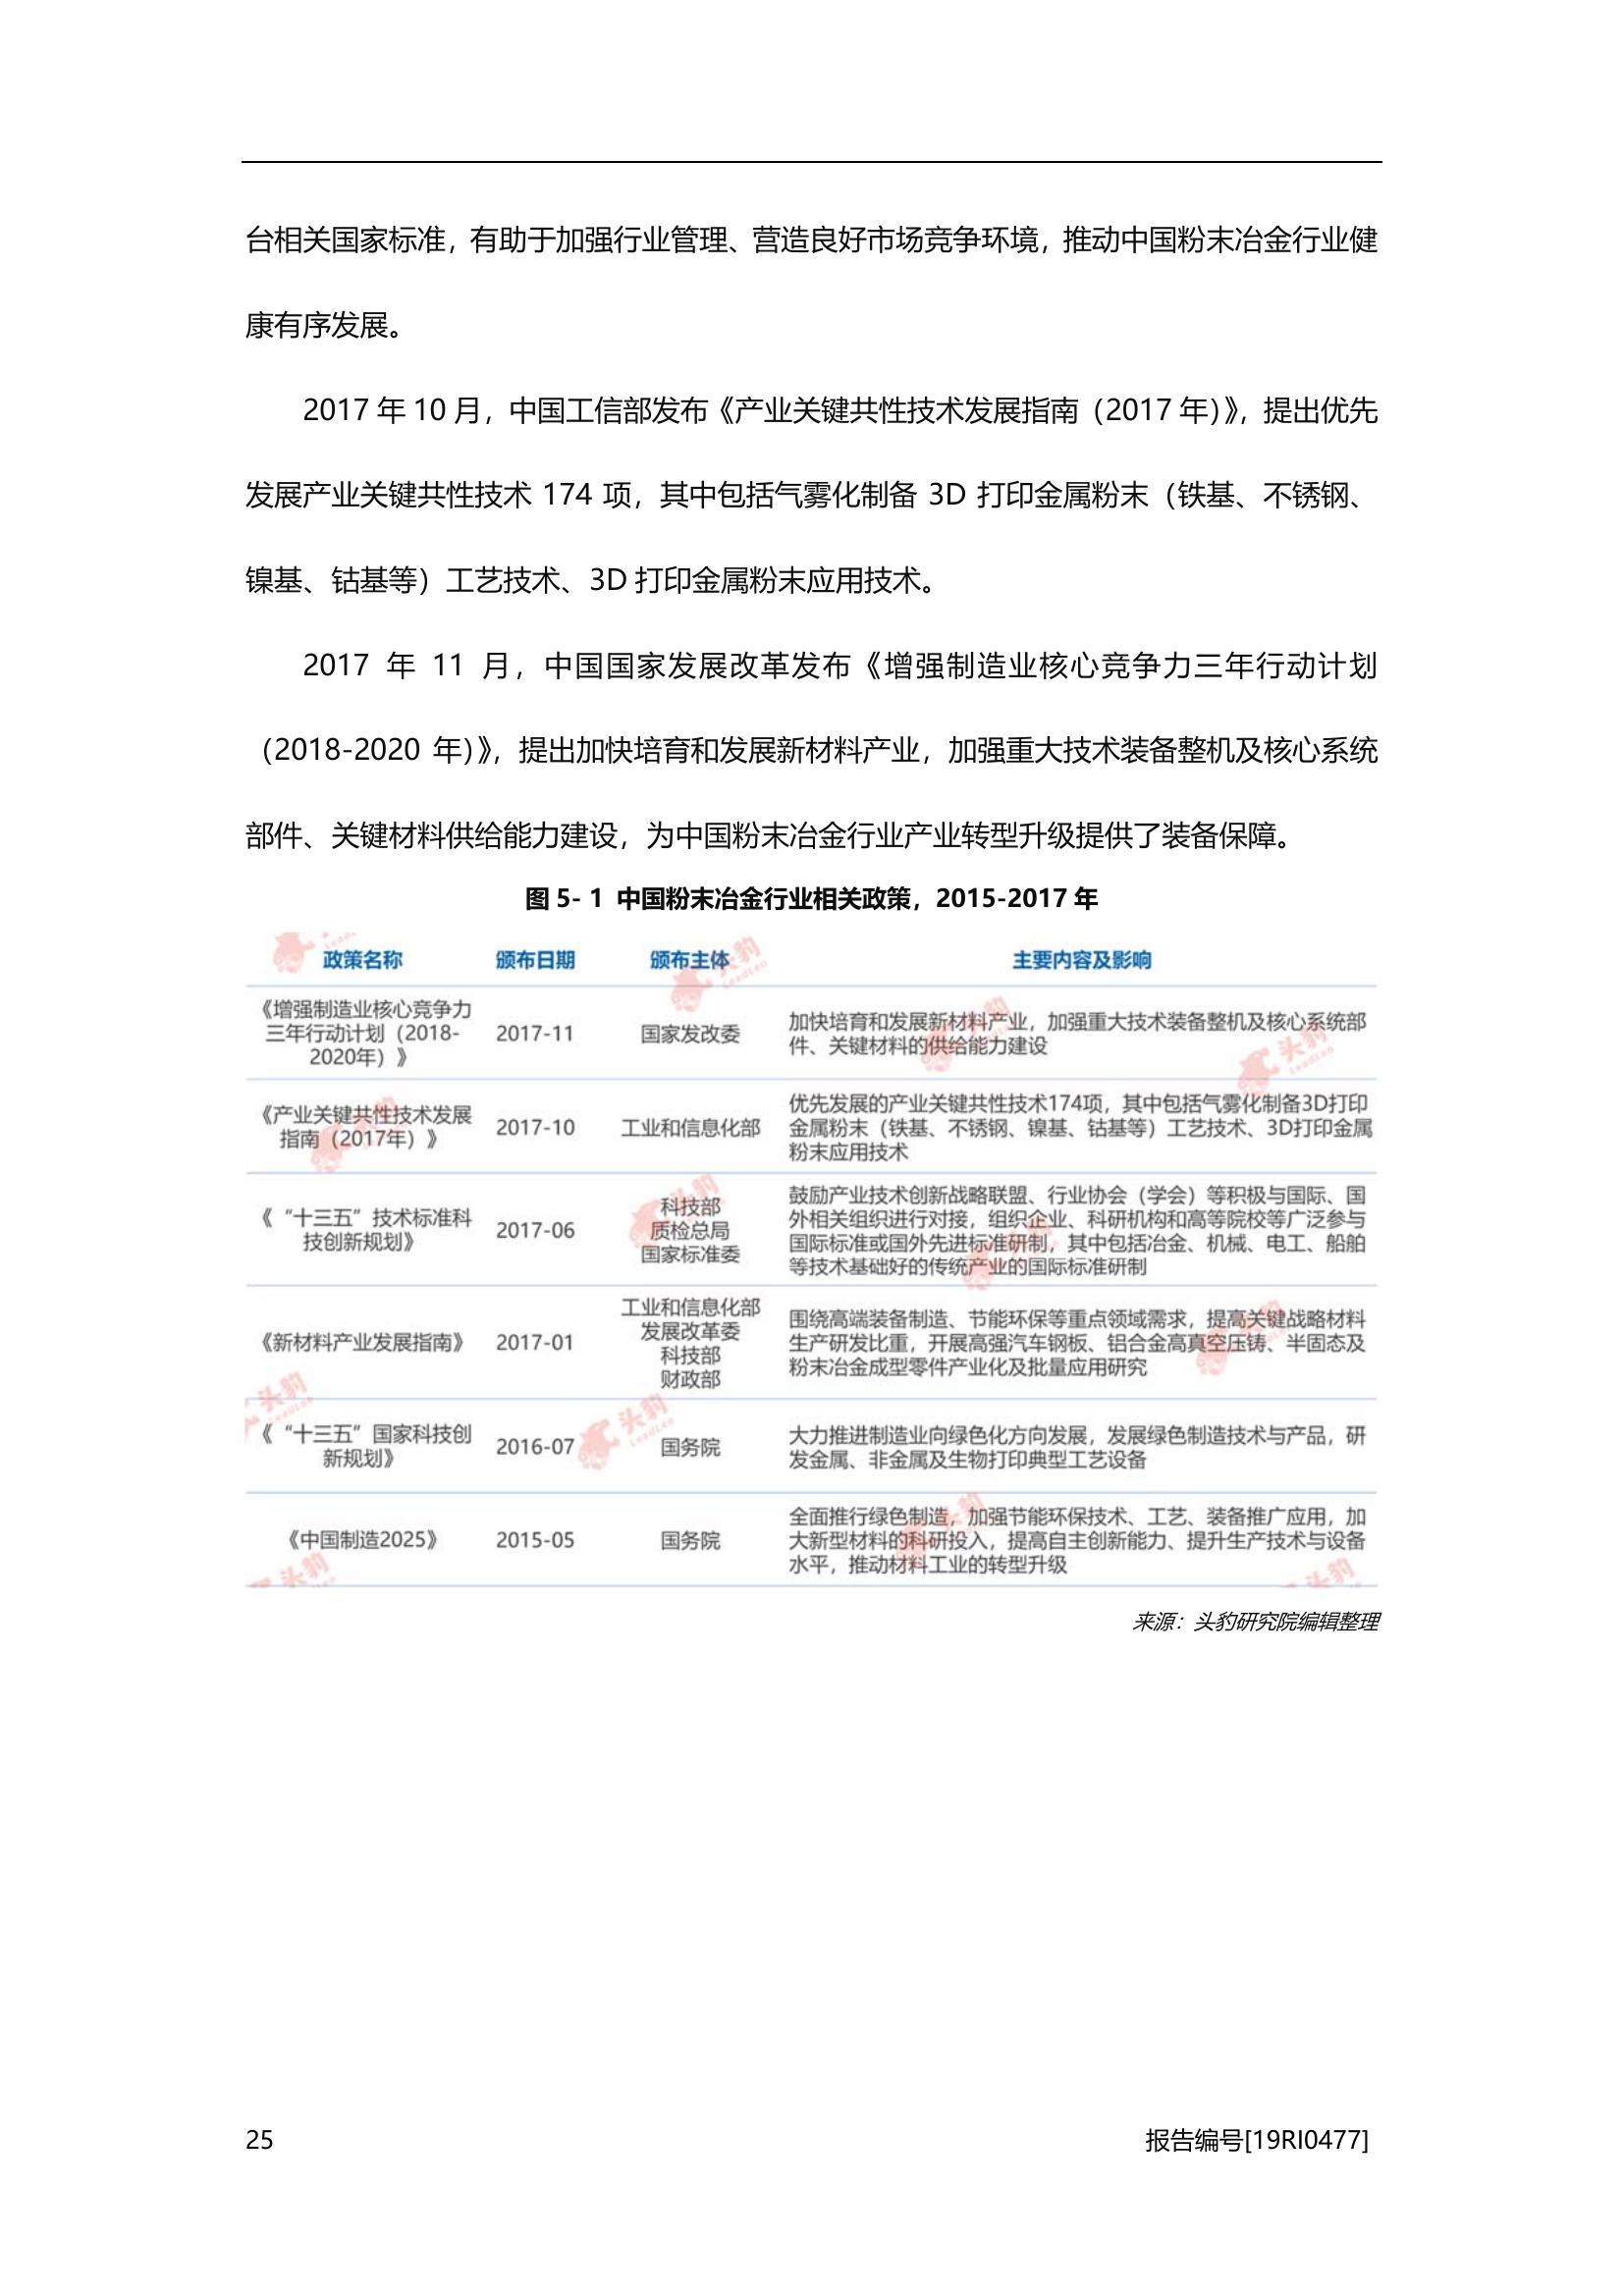 台相关国家标准，有助于加强行业管理、营造良好市场竞争环境，推动中国粉末冶金行业健
康有序发展。
2017 年 10 月，中国工信部发布《产业关键共性技术发展指南（2017 年）》，提出优先
发展产业关键共性技术 174 项，其中包括气雾化制备 3D 打印金属粉末（铁基、不锈钢、
镍基、钴基等）工艺技术、3D 打印金属粉末应用技术。
2017 年 11 月，中国国家发展改革发布《增强制造业核心竞争力三年行动计划
（2018-2020 年）》，提出加快培育和发展新材料产业，加强重大技术装备整机及核心系统
部件、关键材料供给能力建设，为中国粉末冶金行业产业转型升级提供了装备保障。
图 5- 1 中国粉末冶金行业相关政策，2015-2017 年
政策名称 颁布日期 颁布主体 主要内容及影响
《增强制造业核心竞争力
三年行动计划（2018-
2020年）》
2017-11
国家发改委
加快培育和发展新材料产业，加强重大技术装备整机及核心系统部
件、关键材料的供给能力建设
《产业关键共性技术发展
指南（2017年）》
2017-10
工业和信息化部
优先发展的产业关键共性技术174项，其中包括气雾化制备3D打印
金属粉末（铁基、不锈钢、镍基、钴基等）工艺技术、3D打印金属
粉末应用技术
《“十三五”技术标准科
技创新规划》
2017-06
科技部
质检总局
国家标准委
鼓励产业技术创新战略联盟、行业协会（学会）等积极与国际、国
外相关组织进行对接，组织企业、科研机构和高等院校等广泛参与
国际标准或国外先进标准研制，其中包括冶金、机械、电工、船舶
等技术基础好的传统产业的国际标准研制
《新材料产业发展指南》
2017-01
工业和信息化部
发展改革委
科技部
财政部
围绕高端装备制造、节能环保等重点领域需求，提高关键战略材料
生产研发比重，开展高强汽车钢板、铝合金高真空压铸、半固态及
粉末冶金成型零件产业化及批量应用研究
《“十三五”国家科技创
新规划》
2016-07
国务院
大力推进制造业向绿色化方向发展，发展绿色制造技术与产品，研
发金属、非金属及生物打印典型工艺设备
《中国制造2025》
2015-05
国务院
全面推行绿色制造，加强节能环保技术、工艺、装备推广应用，加
大新型材料的科研投入，提高自主创新能力、提升生产技术与设备
水平，推动材料工业的转型升级
来源：头豹研究院编辑整理
25
报告编号[19RI0477]